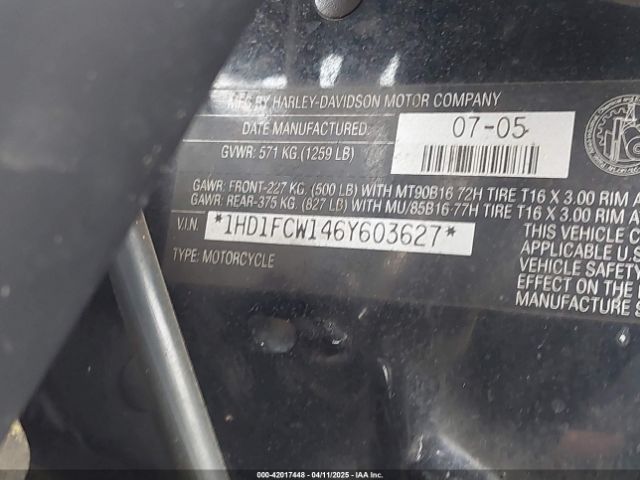 MFG BY HARLEY-DAVIDSON MOTOR COMPANY
DATE MANUFACTURED 07-05
GVWR: 571 KG. (1259 LB)
GAWR: FRONT-227 KG. (500 LB) WITH MT90B16 72H TIRE T16 X 3.00 RIM A
GAWR: REAR-375 KG. (827 LB) WITH MU/85B16 77H TIRE T16 X 3.00 RIM A
V.I.N. *1HD1FCW146Y603627*
THIS VEHICL
APPLICABLE U.S
VEHICLE SAFETY
EFFECT ON THE
MANUFACTURE S
TYPE: MOTORCYCLE
000-42017448 - 04/11/2025 - IAA Inc.